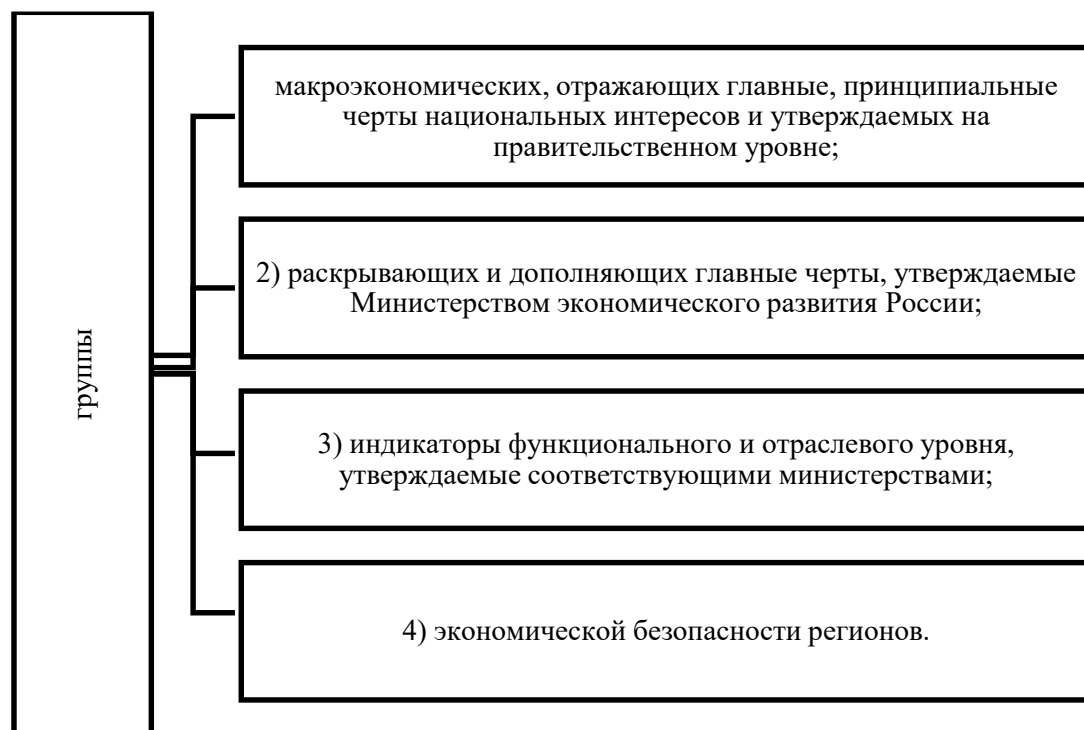 группы
макроэкономических, отражающих главные, принципиальные
черты национальных интересов и утверждаемых на
правительственном уровне;
2) раскрывающих и дополняющих главные черты, утверждаемые
Министерством экономического развития России;
3) индикаторы функционального и отраслевого уровня,
утверждаемые соответствующими министерствами;
4) экономической безопасности регионов.